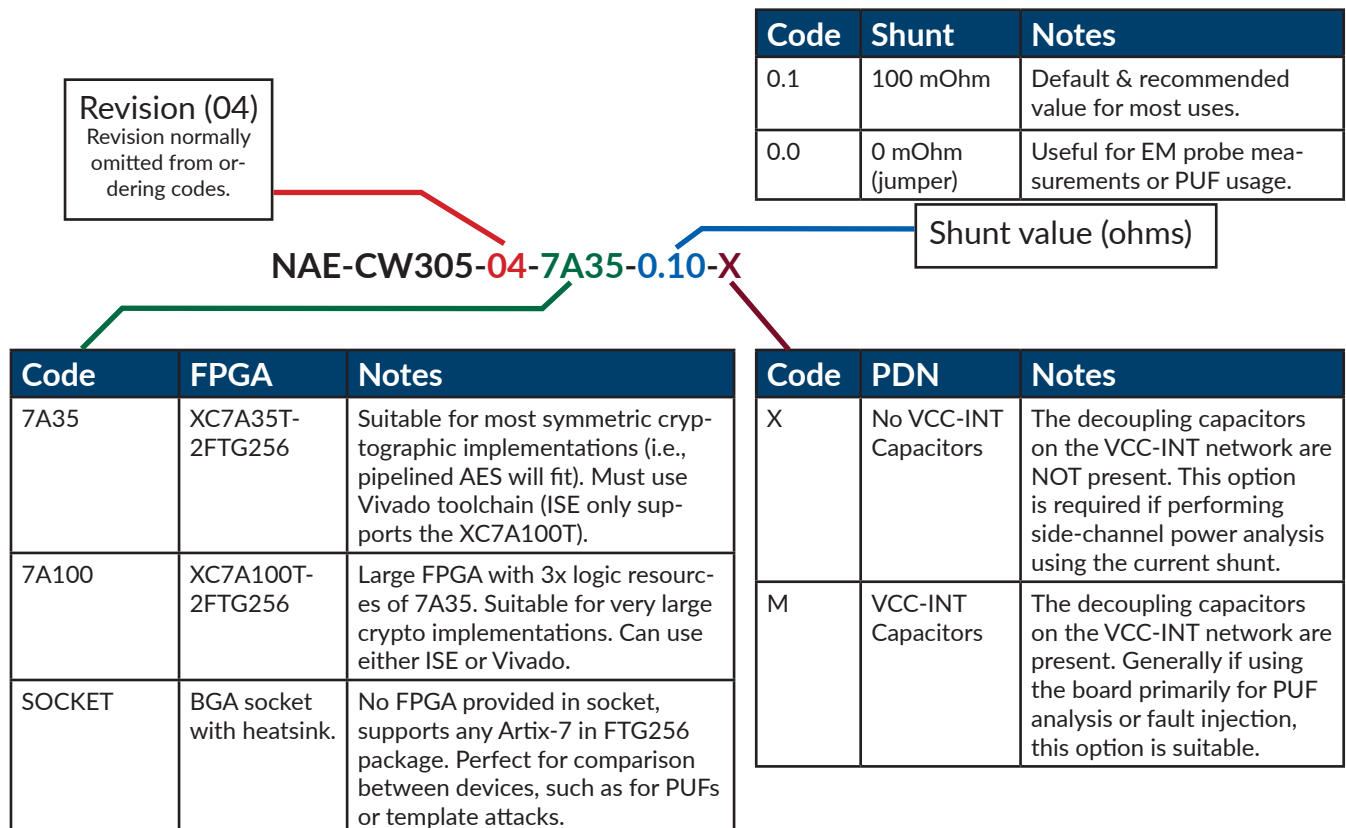 Code Shunt Notes
0.1 100 mOhm Default & recommended
value for most uses.
0.0 0 mOhm Useful for EM probe mea-
(jumper) surements or PUF usage.
Revision (04)
Revision normally
omitted from or-
dering codes.
Shunt value (ohms)
NAE-CW305-04-7A35-0.10-X
Code FPGA Notes
7A35 XC7A35T- Suitable for most symmetric cryp-
2FTG256 tographic implementations (i.e.,
pipelined AES will fit). Must use
Vivado toolchain (ISE only sup-
ports the XC7A100T).
7A100 XC7A100T- Large FPGA with 3x logic resourc-
2FTG256 es of 7A35. Suitable for very large
crypto implementations. Can use
either ISE or Vivado.
SOCKET BGA socket No FPGA provided in socket,
with heatsink. supports any Artix-7 in FTG256
package. Perfect for comparison
between devices, such as for PUFs
or template attacks.
Code PDN Notes
X No VCC-INT The decoupling capacitors
Capacitors on the VCC-INT network are
NOT present. This option
is required if performing
side-channel power analysis
using the current shunt.
M VCC-INT The decoupling capacitors
Capacitors on the VCC-INT network are
present. Generally if using
the board primarily for PUF
analysis or fault injection,
this option is suitable.